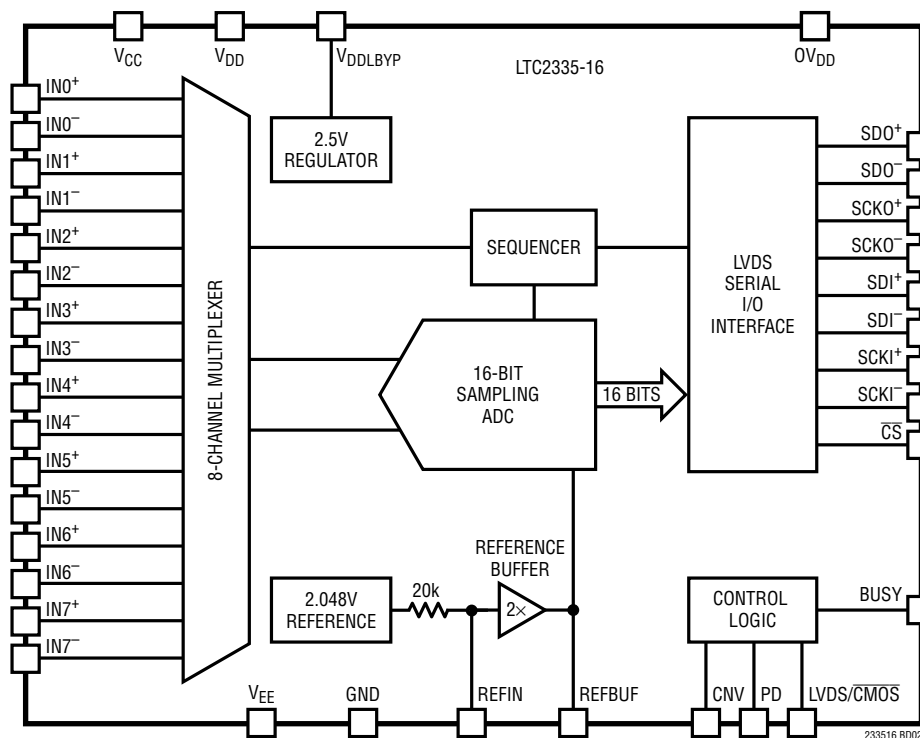 VCC
VDD
VDDLBYP
LTC2335-16
OVDD
IN0+
IN0–
IN1+
IN1–
IN2+
IN2–
IN3+
IN3–
IN4+
IN4–
IN5+
IN5–
IN6+
IN6–
IN7+
IN7–
8-CHANNEL MULTIPLEXER
2.5V
REGULATOR
SEQUENCER
16-BIT
SAMPLING
ADC
16 BITS
LVDS
SERIAL
I/O
INTERFACE
SDO+
SDO–
SCKO+
SCKO–
SDI+
SDI–
SCKI+
SCKI–
C̅S̅
REFERENCE
BUFFER
2.048V
REFERENCE
20k
2×
CONTROL
LOGIC
BUSY
VEE
GND
REFIN
REFBUF
CNV
PD
LVDS/C̅M̅O̅S̅
233516 BD02